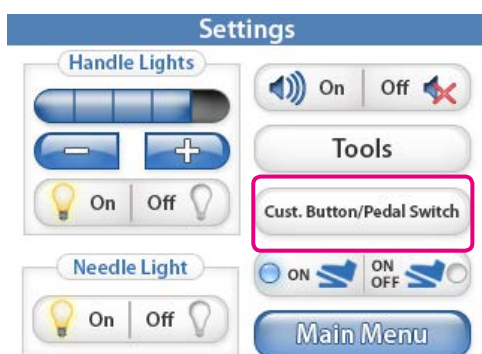 Settings
Handle Lights
On Off
Needle Light
On Off
On Off
Tools
Cust. Button/Pedal Switch
ON ON
OFF
Main Menu